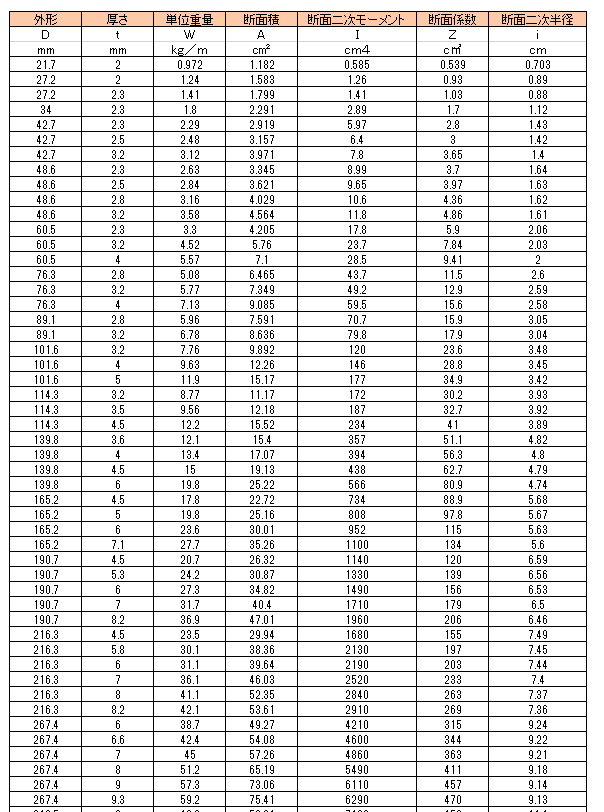 外形 厚さ 単位重量 断面積 断面二次モーメント 断面係数 断面二次半径
D t W A I Z i
mm mm kg／m c㎡ cm4 c㎥ cm
21.7 2 0.972 1.182 0.585 0.539 0.703
27.2 2 1.24 1.583 1.26 0.93 0.89
27.2 2.3 1.41 1.799 1.41 1.03 0.88
34 2.3 1.8 2.291 2.89 1.7 1.12
42.7 2.3 2.29 2.919 5.97 2.8 1.43
42.7 2.5 2.48 3.157 6.4 3 1.42
42.7 3.2 3.12 3.971 7.8 3.65 1.4
48.6 2.3 2.63 3.345 8.99 3.7 1.64
48.6 2.5 2.84 3.621 9.65 3.97 1.63
48.6 2.8 3.16 4.029 10.6 4.36 1.62
48.6 3.2 3.58 4.564 11.8 4.86 1.61
60.5 2.3 3.3 4.205 17.8 5.9 2.06
60.5 3.2 4.52 5.76 23.7 7.84 2.03
60.5 4 5.57 7.1 28.5 9.41 2
76.3 2.8 5.08 6.465 43.7 11.5 2.6
76.3 3.2 5.77 7.349 49.2 12.9 2.59
76.3 4 7.13 9.085 59.5 15.6 2.58
89.1 2.8 5.96 7.591 70.7 15.9 3.05
89.1 3.2 6.78 8.636 79.8 17.9 3.04
101.6 3.2 7.76 9.892 120 23.6 3.48
101.6 4 9.63 12.26 146 28.8 3.45
101.6 5 11.9 15.17 177 34.9 3.42
114.3 3.2 8.77 11.17 172 30.2 3.93
114.3 3.5 9.56 12.18 187 32.7 3.92
114.3 4.5 12.2 15.52 234 41 3.89
139.8 3.6 12.1 15.4 357 51.1 4.82
139.8 4 13.4 17.07 394 56.3 4.8
139.8 4.5 15 19.13 438 62.7 4.79
139.8 6 19.8 25.22 566 80.9 4.74
165.2 4.5 17.8 22.72 734 88.9 5.68
165.2 5 19.8 25.16 808 97.8 5.67
165.2 6 23.6 30.01 952 115 5.63
165.2 7.1 27.7 35.26 1100 134 5.6
190.7 4.5 20.7 26.32 1140 120 6.59
190.7 5.3 24.2 30.87 1330 139 6.56
190.7 6 27.3 34.82 1490 156 6.53
190.7 7 31.7 40.4 1710 179 6.5
190.7 8.2 36.9 47.01 1960 206 6.46
216.3 4.5 23.5 29.94 1680 155 7.49
216.3 5.8 30.1 38.36 2130 197 7.45
216.3 6 31.1 39.64 2190 203 7.44
216.3 7 36.1 46.03 2520 233 7.4
216.3 8 41.1 52.35 2840 263 7.37
216.3 8.2 42.1 53.61 2910 269 7.36
267.4 6 38.7 49.27 4210 315 9.24
267.4 6.6 42.4 54.08 4600 344 9.22
267.4 7 45 57.26 4860 363 9.21
267.4 8 51.2 65.19 5490 411 9.18
267.4 9 57.3 73.06 6110 457 9.14
267.4 9.3 59.2 75.41 6290 470 9.13